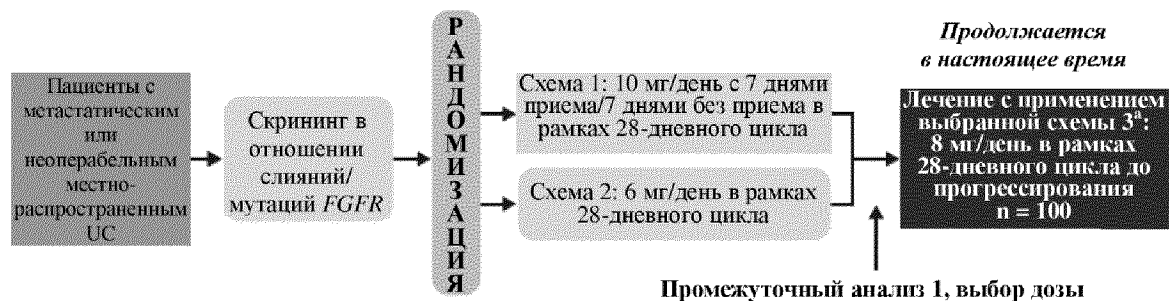 Пациенты с
метастатическим
или
неоперабельным
местно-
распространенным
UC
Скрининг в
отношении
слияний/
мутаций FGFR
РАНДОМИЗАЦИЯ
Схема 1: 10 мг/день с 7 днями
приема/7 днями без приема в
рамках 28-дневного цикла
Схема 2: 6 мг/день в рамках
28-дневного цикла
Продолжается
в настоящее время
Лечение с применением
выбранной схемы 3ª:
8 мг/день в рамках
28-дневного цикла до
прогрессирования
n = 100
Промежуточный анализ 1, выбор дозы